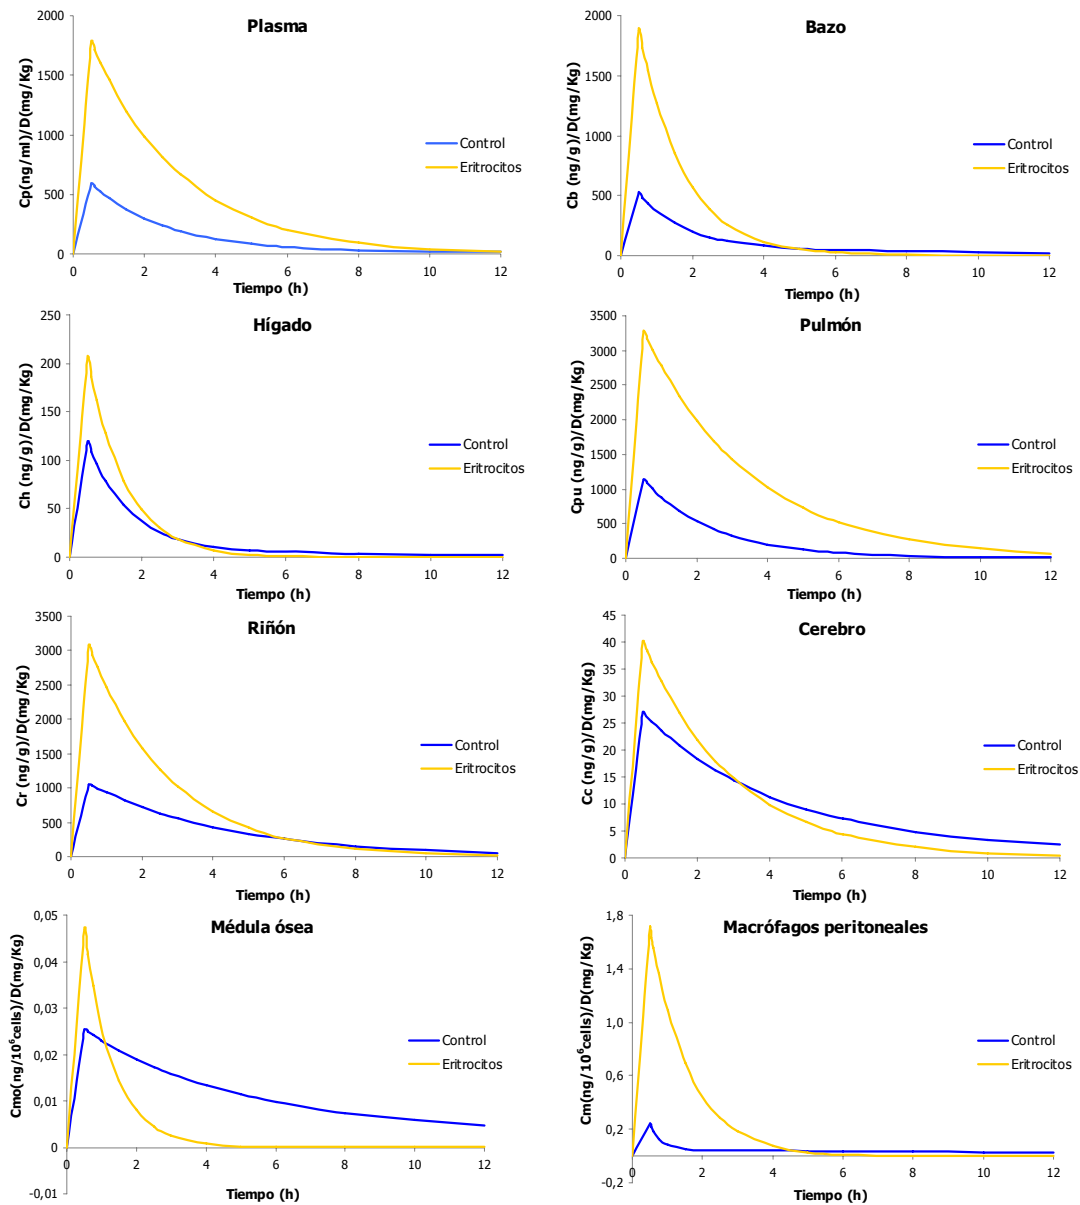 Plasma
Cp(ng/ml)/D(mg/Kg)
2000
1500
1000
500
0
0 2 4 6 8 10 12
Tiempo (h)
Control
Eritrocitos
Bazo
Cb (ng/g)/D(mg/Kg)
2000
1500
1000
500
0
0 2 4 6 8 10 12
Tiempo (h)
Control
Eritrocitos
Hígado
Ch (ng/g)/D(mg/Kg)
250
200
150
100
50
0
0 2 4 6 8 10 12
Tiempo (h)
Control
Eritrocitos
Pulmón
Cpu (ng/g)/D(mg/Kg)
3500
3000
2500
2000
1500
1000
500
0
0 2 4 6 8 10 12
Tiempo (h)
Control
Eritrocitos
Riñón
Cr (ng/g)/D(mg/Kg)
3500
3000
2500
2000
1500
1000
500
0
0 2 4 6 8 10 12
Tiempo (h)
Control
Eritrocitos
Cerebro
Cc (ng/g)/D(mg/Kg)
45
40
35
30
25
20
15
10
5
0
0 2 4 6 8 10 12
Tiempo (h)
Control
Eritrocitos
Médula ósea
Cmo(ng/10⁶cells)/D(mg/Kg)
0,05
0,04
0,03
0,02
0,01
0
-0,01
0 2 4 6 8 10 12
Tiempo (h)
Control
Eritrocitos
Macrófagos peritoneales
Cm(ng/10⁶cells)/D(mg/Kg)
1,8
1,4
1,0
0,6
0,2
-0,2
0 2 4 6 8 10 12
Tiempo (h)
Control
Eritrocitos